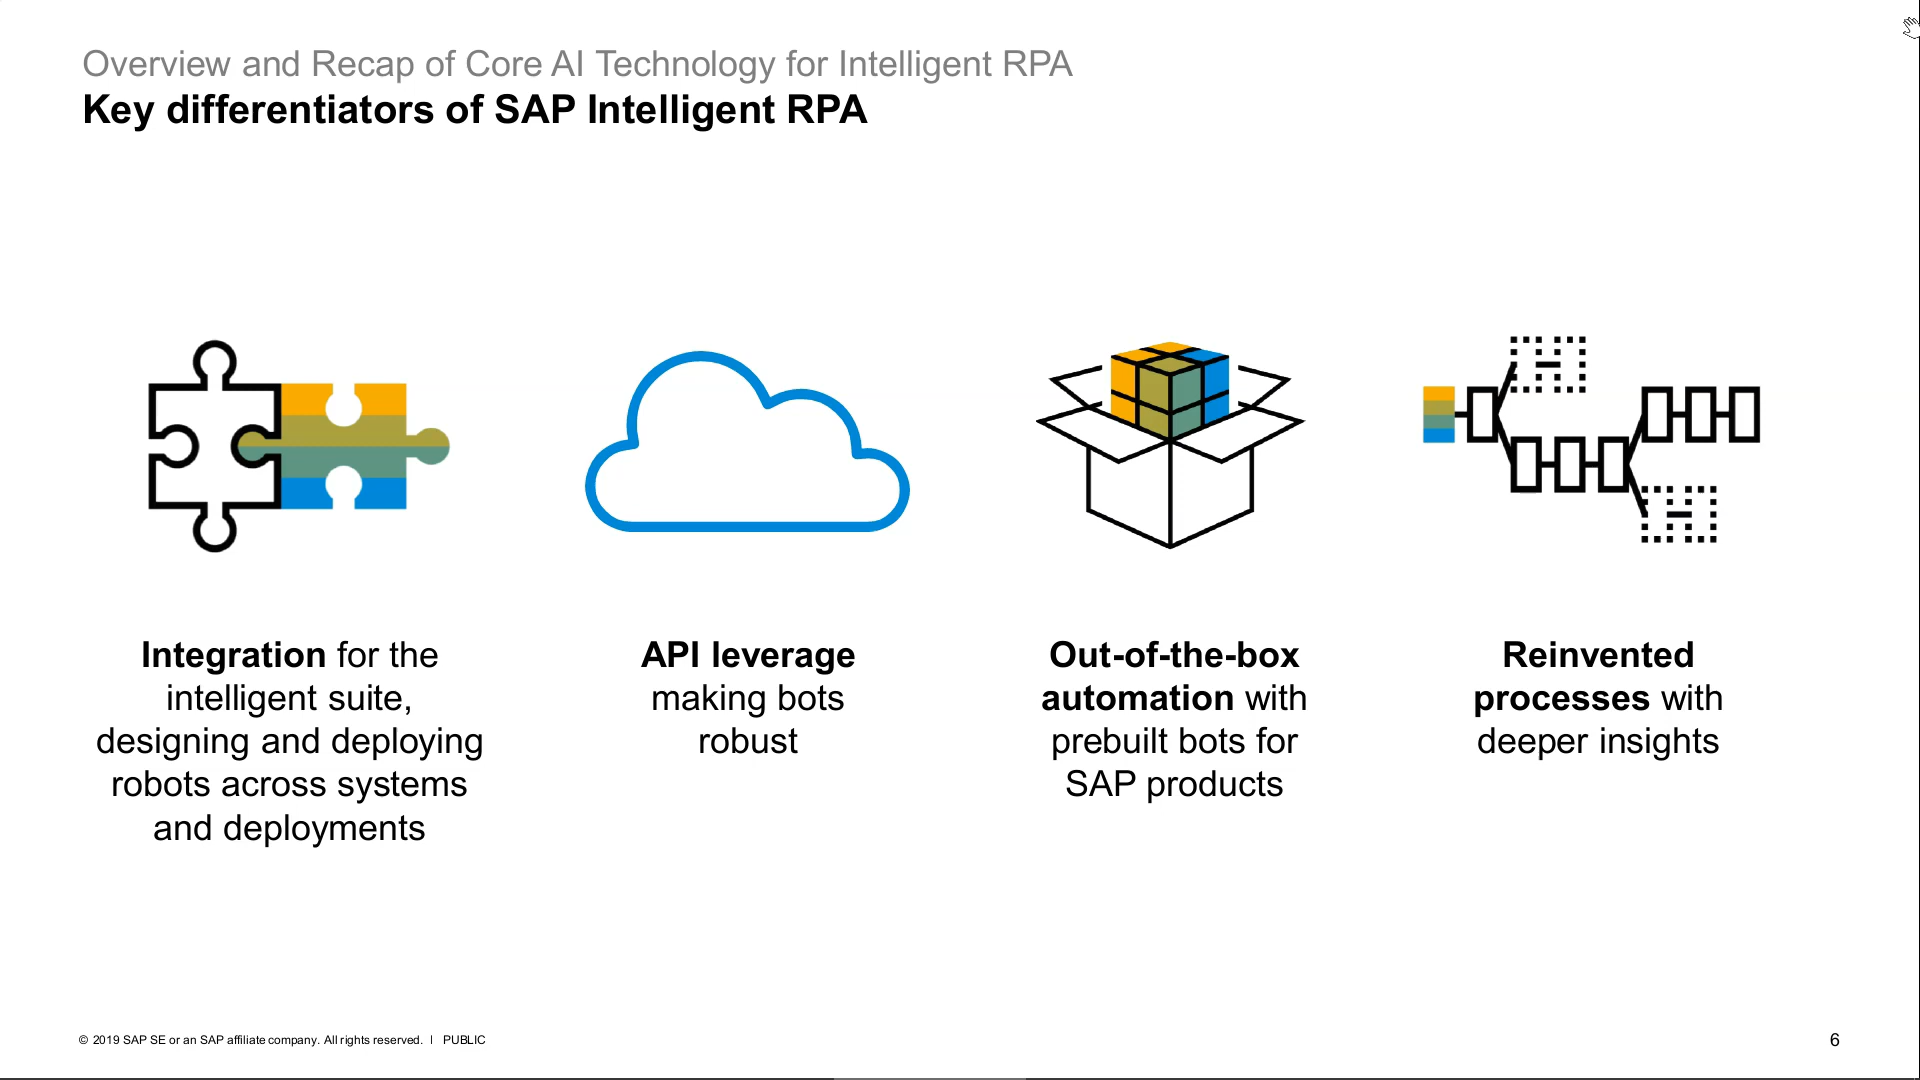 Overview and Recap of Core AI Technology for Intelligent RPA
Key differentiators of SAP Intelligent RPA
Integration for the
intelligent suite,
designing and deploying
robots across systems
and deployments
API leverage
making bots
robust
Out-of-the-box
automation with
prebuilt bots for
SAP products
Reinvented
processes with
deeper insights
© 2019 SAP SE or an SAP affiliate company. All rights reserved. | PUBLIC
6